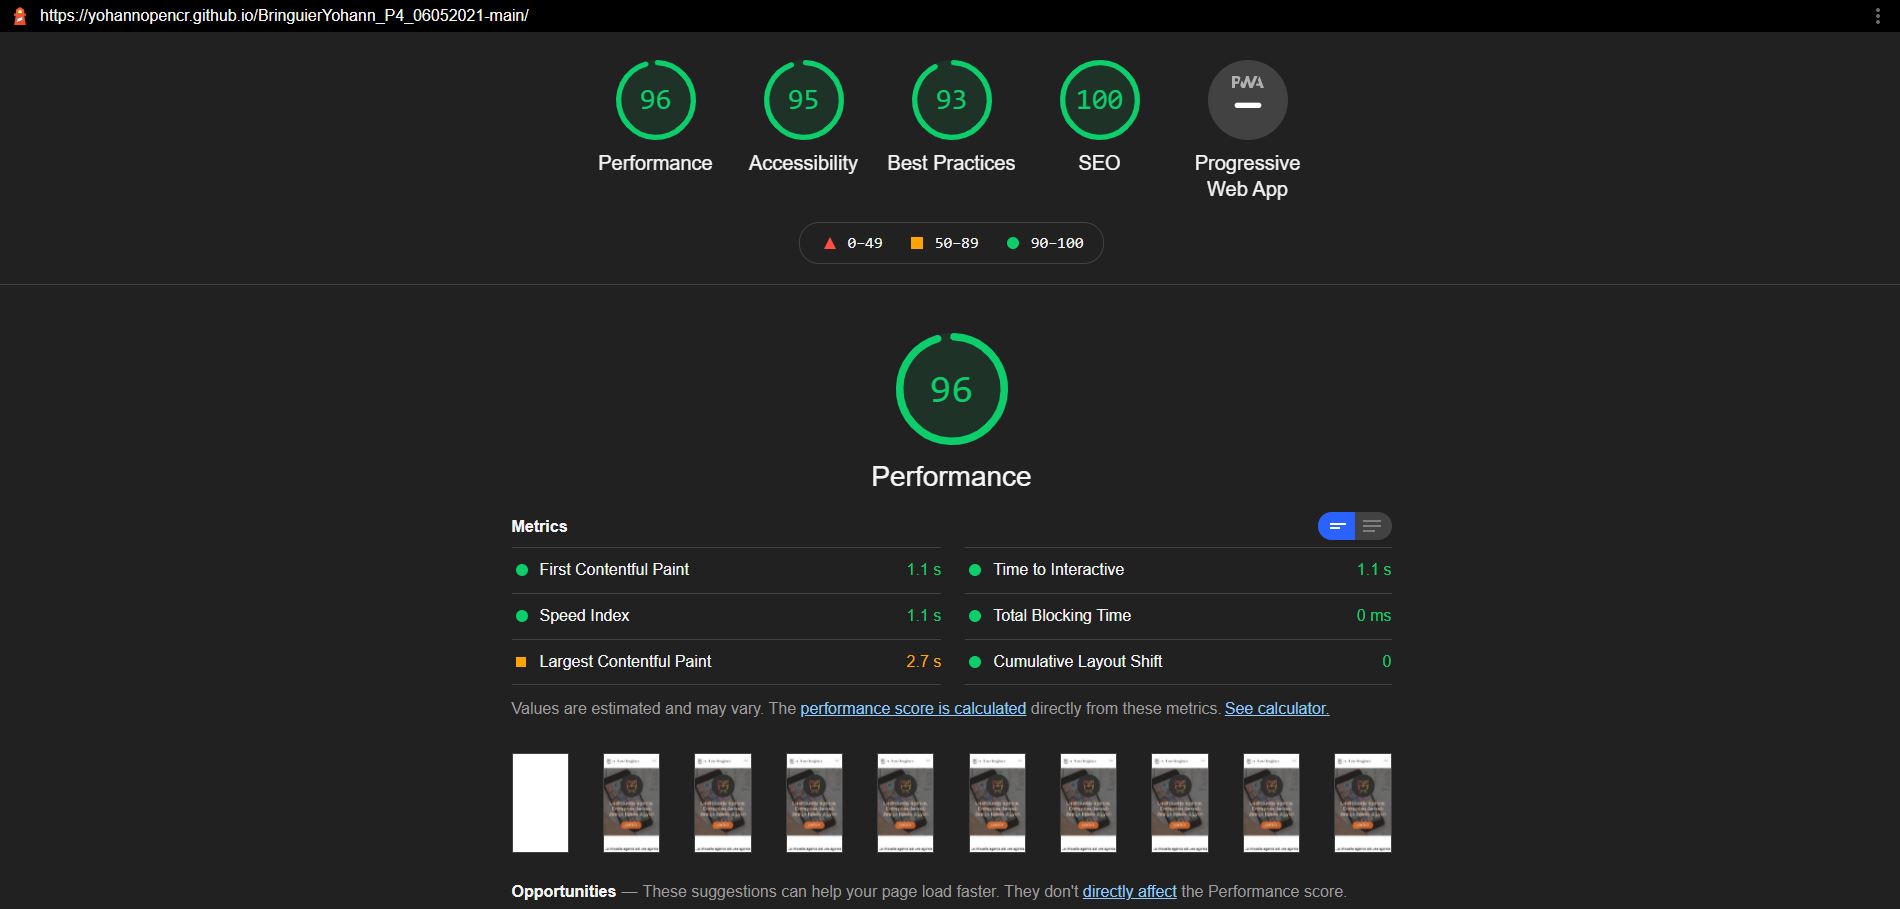 https://yohannopencr.github.io/BringuierYohann_P4_06052021-main/
96
95
93
100
PWA
Performance
Accessibility
Best Practices
SEO
Progressive
Web App
0–49
50–89
90–100
96
Performance
Metrics
First Contentful Paint 1.1 s
Time to Interactive 1.1 s
Speed Index 1.1 s
Total Blocking Time 0 ms
Largest Contentful Paint 2.7 s
Cumulative Layout Shift 0
Values are estimated and may vary. The performance score is calculated directly from these metrics. See calculator.
Opportunities — These suggestions can help your page load faster. They don't directly affect the Performance score.